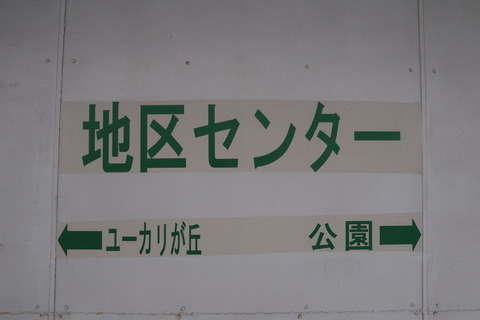 地区センター
ユーカリが丘 公園